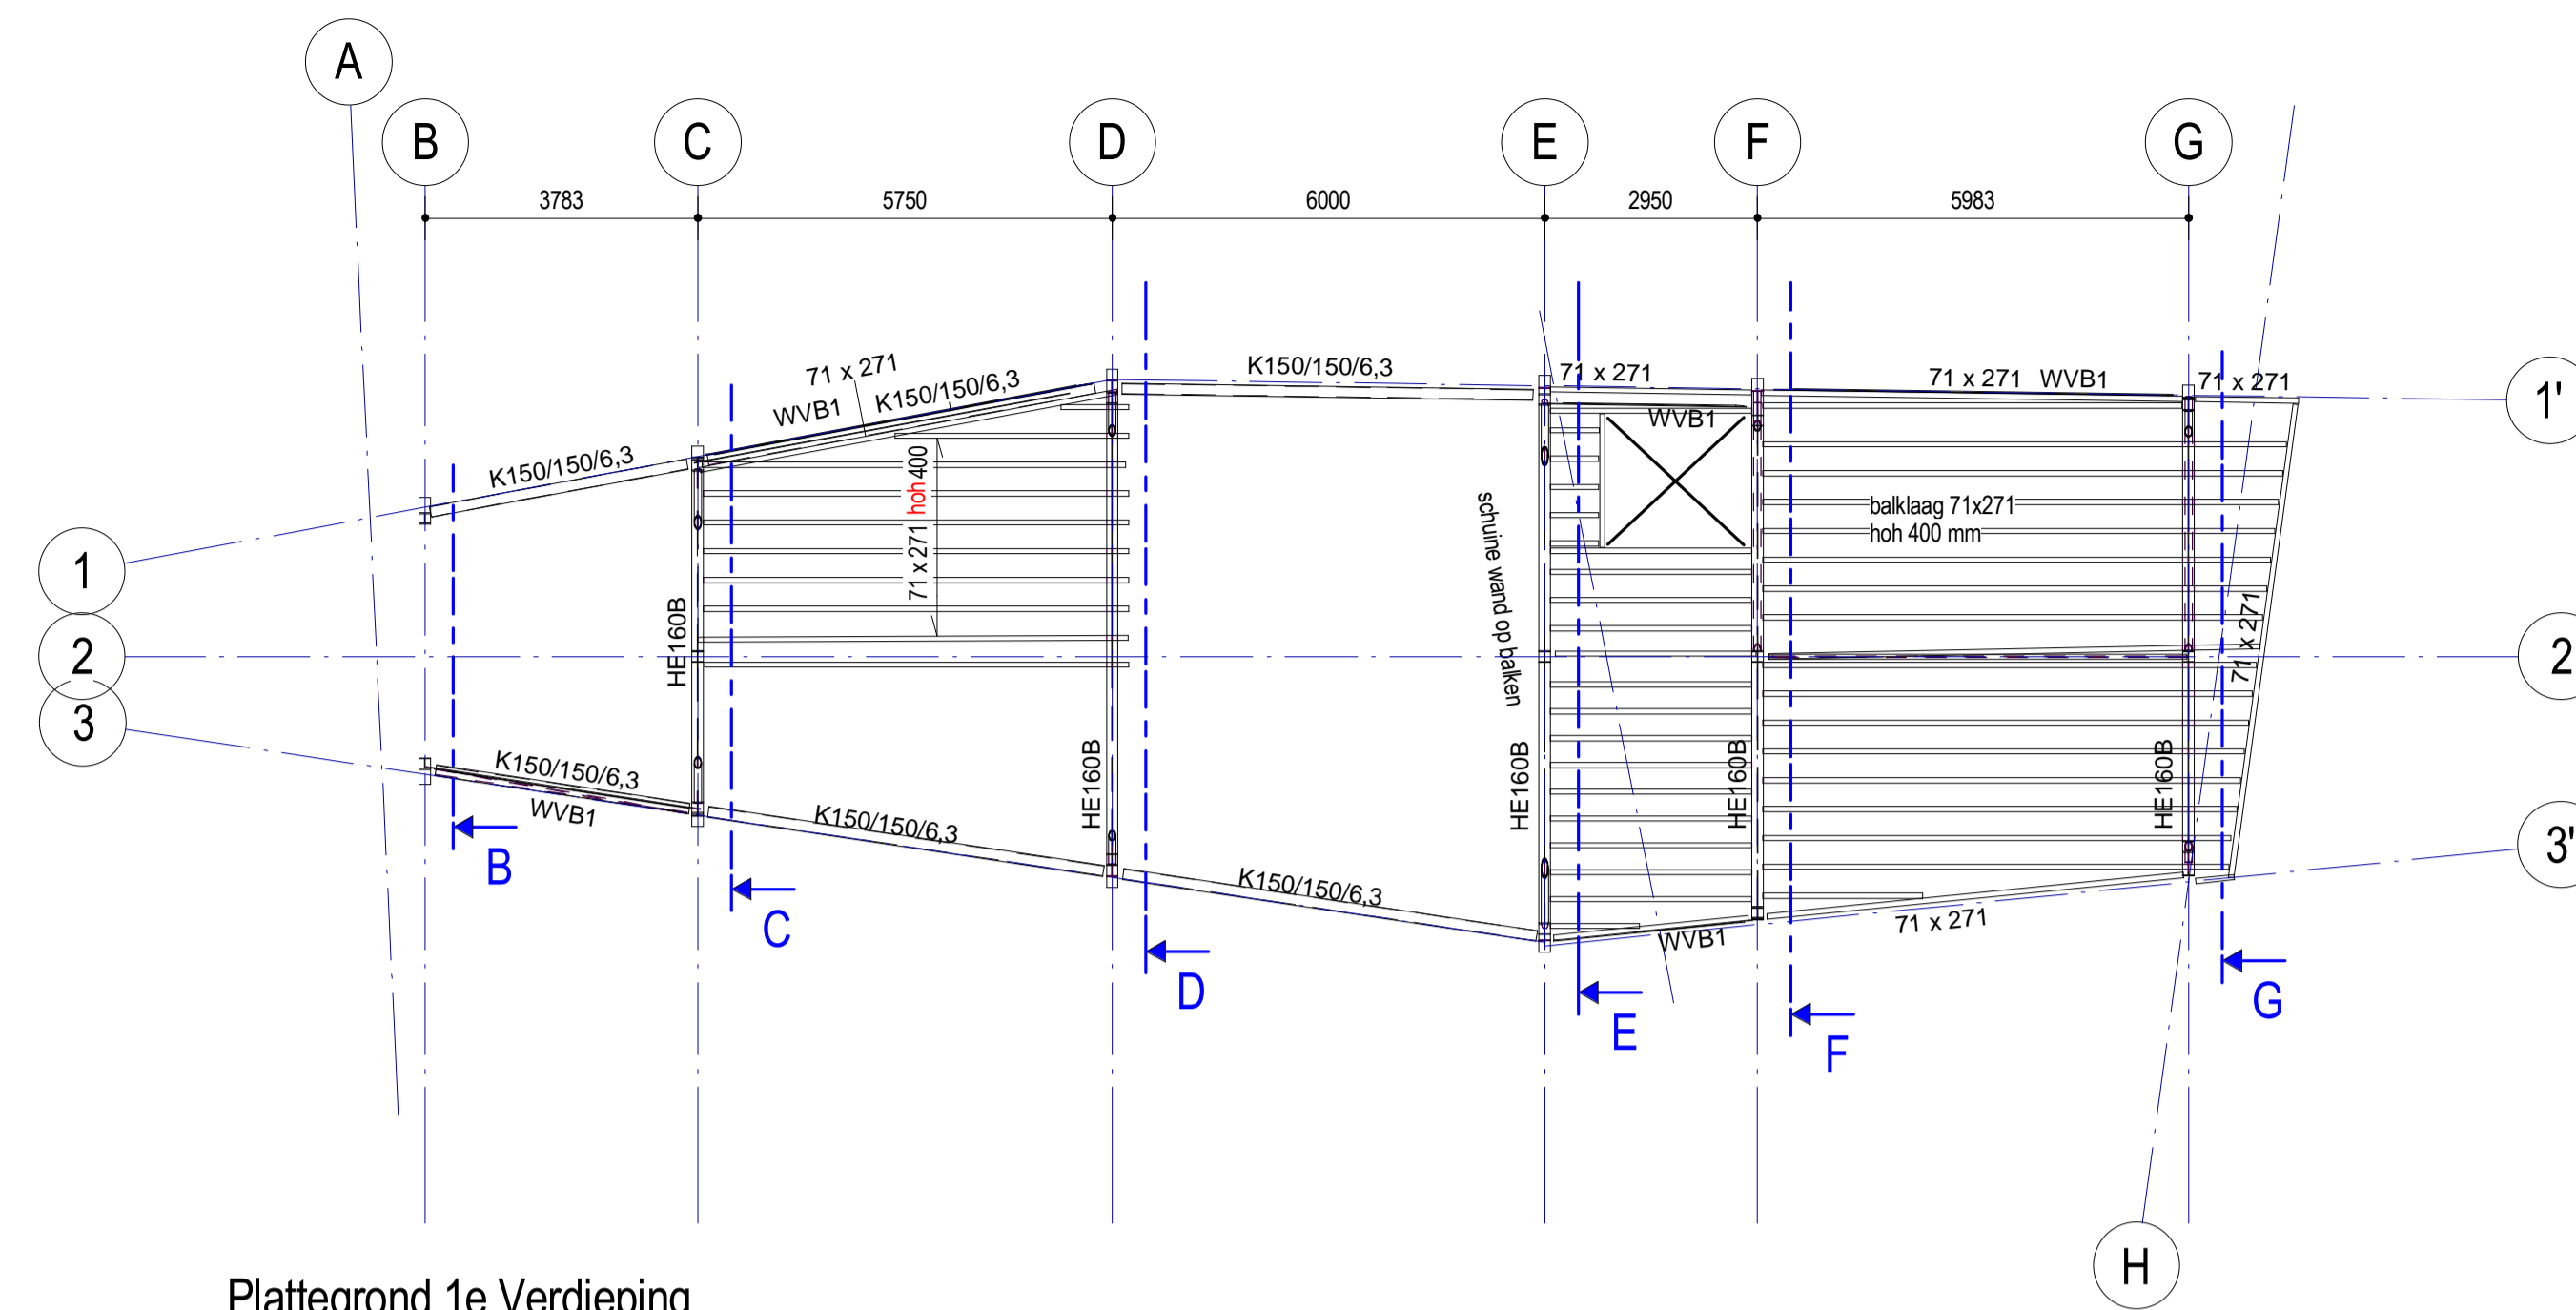 A
B
C
D
E
F
G
3783
5750
6000
2950
5983
71 x 271
WVB1
K150/150/6,3
K150/150/6,3
71 x 271
71 x 271
WVB1
71 x 271
1'
WVB1
K150/150/6,3
71 x 271 hoh 400
schuine wand op balken
balklaag 71x271
hoh 400 mm
1
HE160B
71 x 271
2
2
3
HE160B
HE160B
HE160B
HE160B
K150/150/6,3
WVB1
K150/150/6,3
K150/150/6,3
3'
B
C
D
E
F
G
WVB1
71 x 271
H
Plattegrond 1e Verdieping